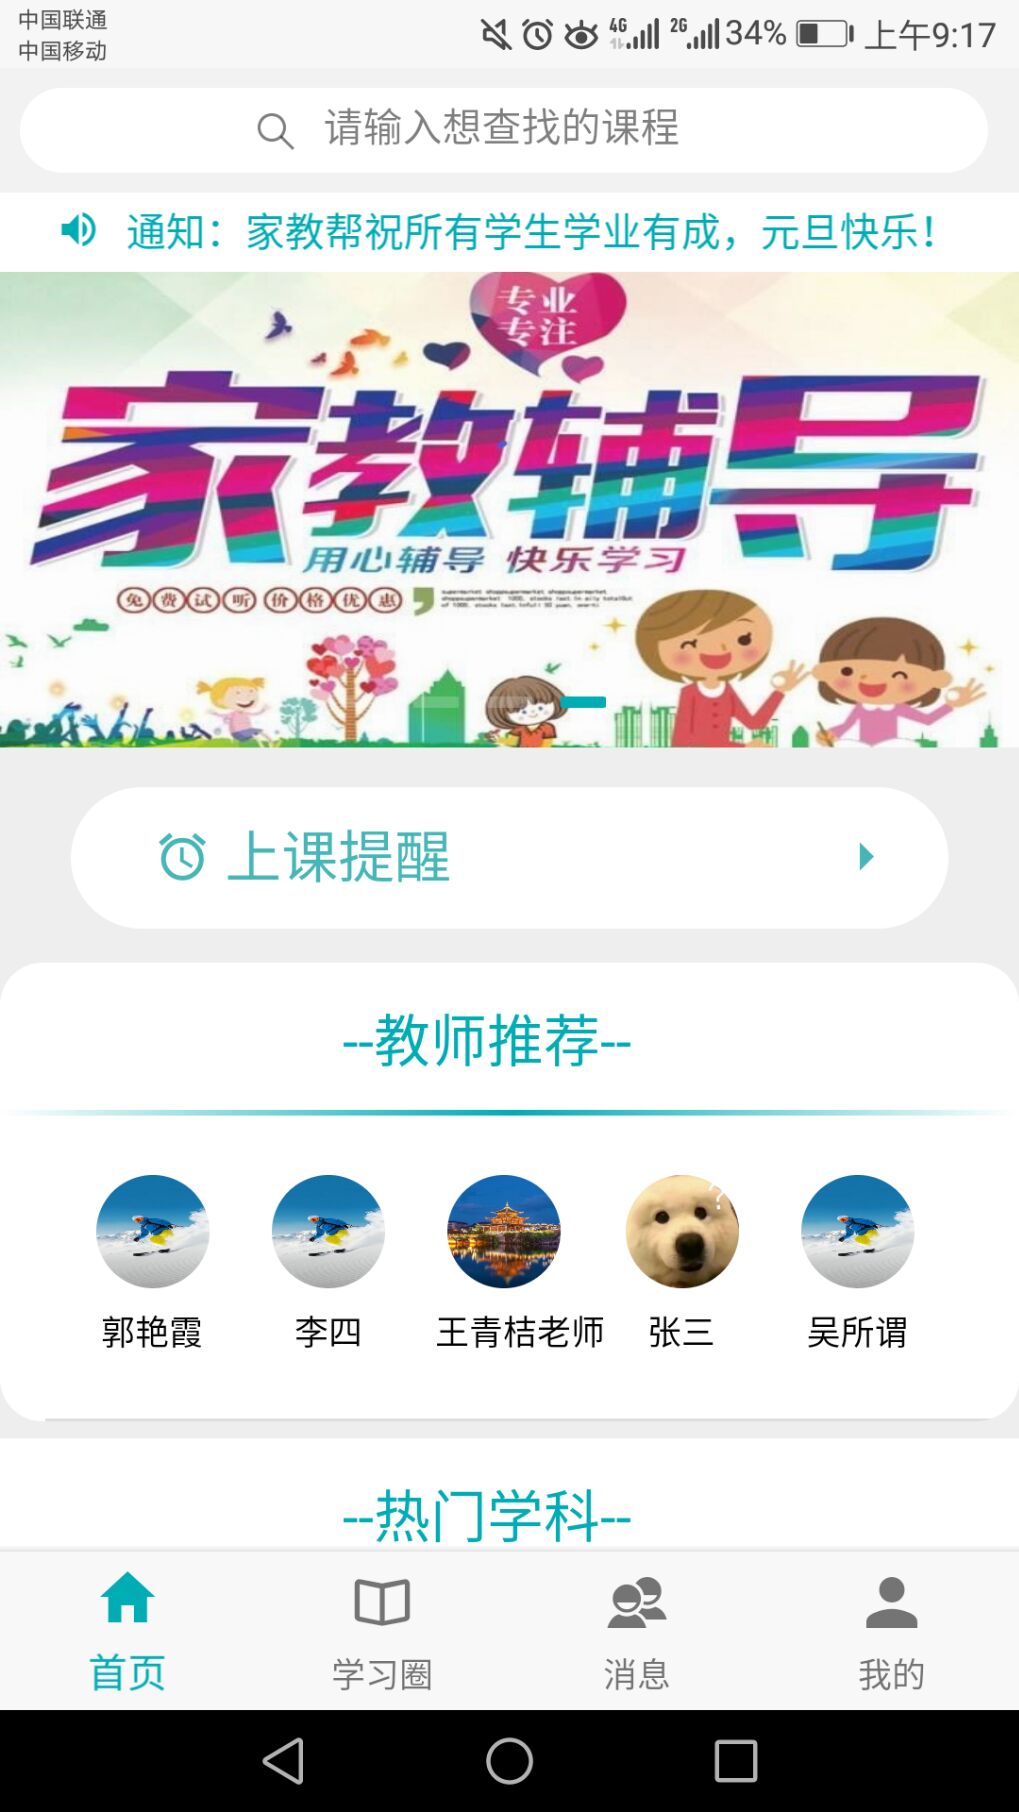 中国联通
中国移动
4G 2G 34% 上午9:17
请输入想查找的课程
通知：家教帮祝所有学生学业有成，元旦快乐！
专业
专注
家教辅导
用心辅导 快乐学习
免费试听 价格优惠
上课提醒
--教师推荐--
郭艳霞 李四 王青桔老师 张三 吴所谓
--热门学科--
首页 学习圈 消息 我的